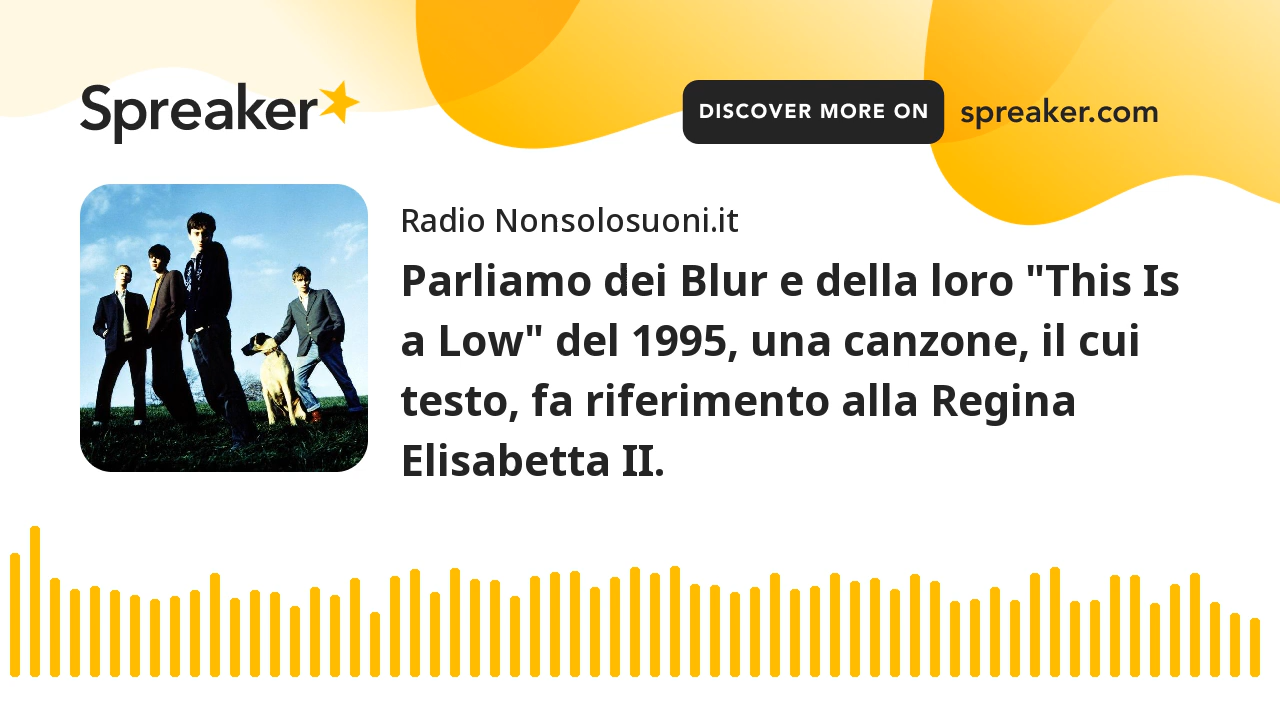 Spreaker
DISCOVER MORE ON
spreaker.com
Radio Nonsolosuoni.it
Parliamo dei Blur e della loro "This Is
a Low" del 1995, una canzone, il cui
testo, fa riferimento alla Regina
Elisabetta II.